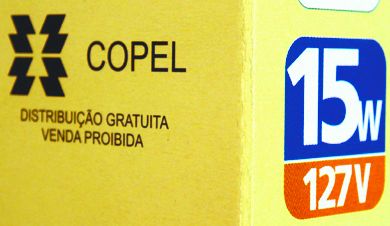 COPEL
DISTRIBUIÇÃO GRATUITA
VENDA PROIBIDA
15W
127V